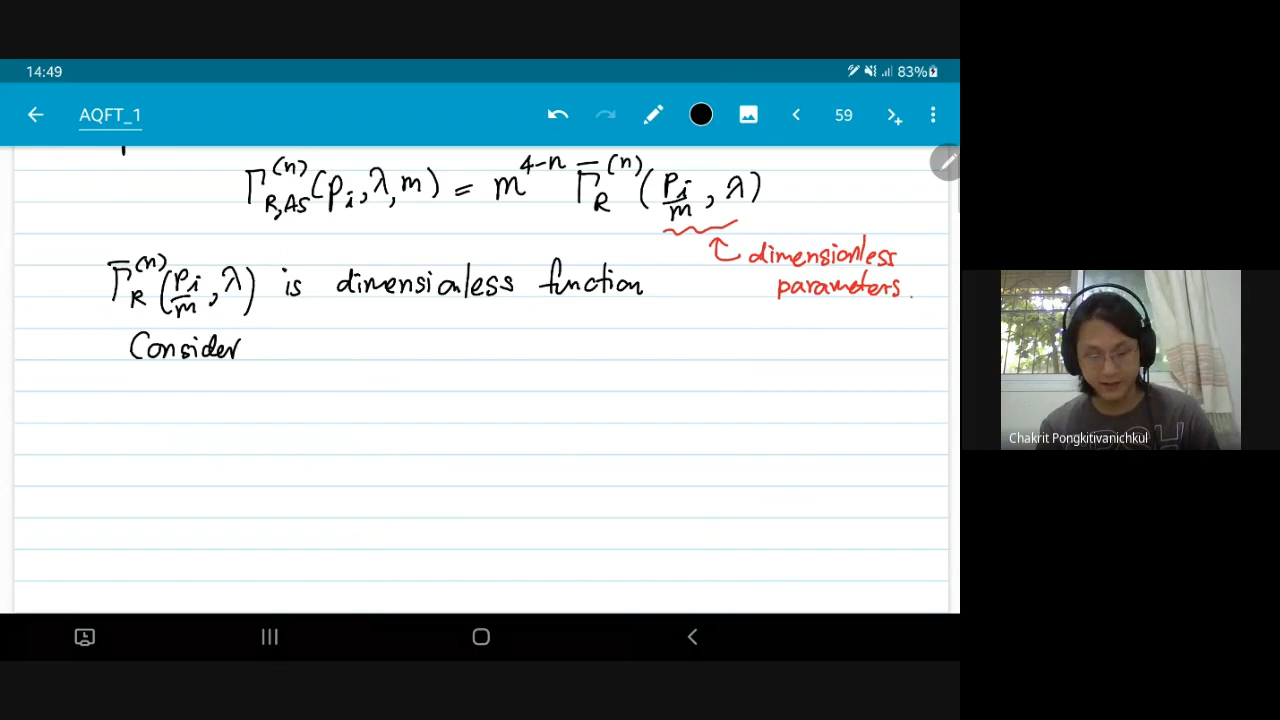 14:49 83%
AQFT_1 59
Γ^(n)_{R,AS}(p_i, λ, m) = m^{4-n} Γ̄_R^(n)(p_i/m, λ)
dimensionless
parameters.
Γ̄_R^(n)(p_i/m, λ) is dimensionless function
Consider
Chakrit Pongkitivanichkul